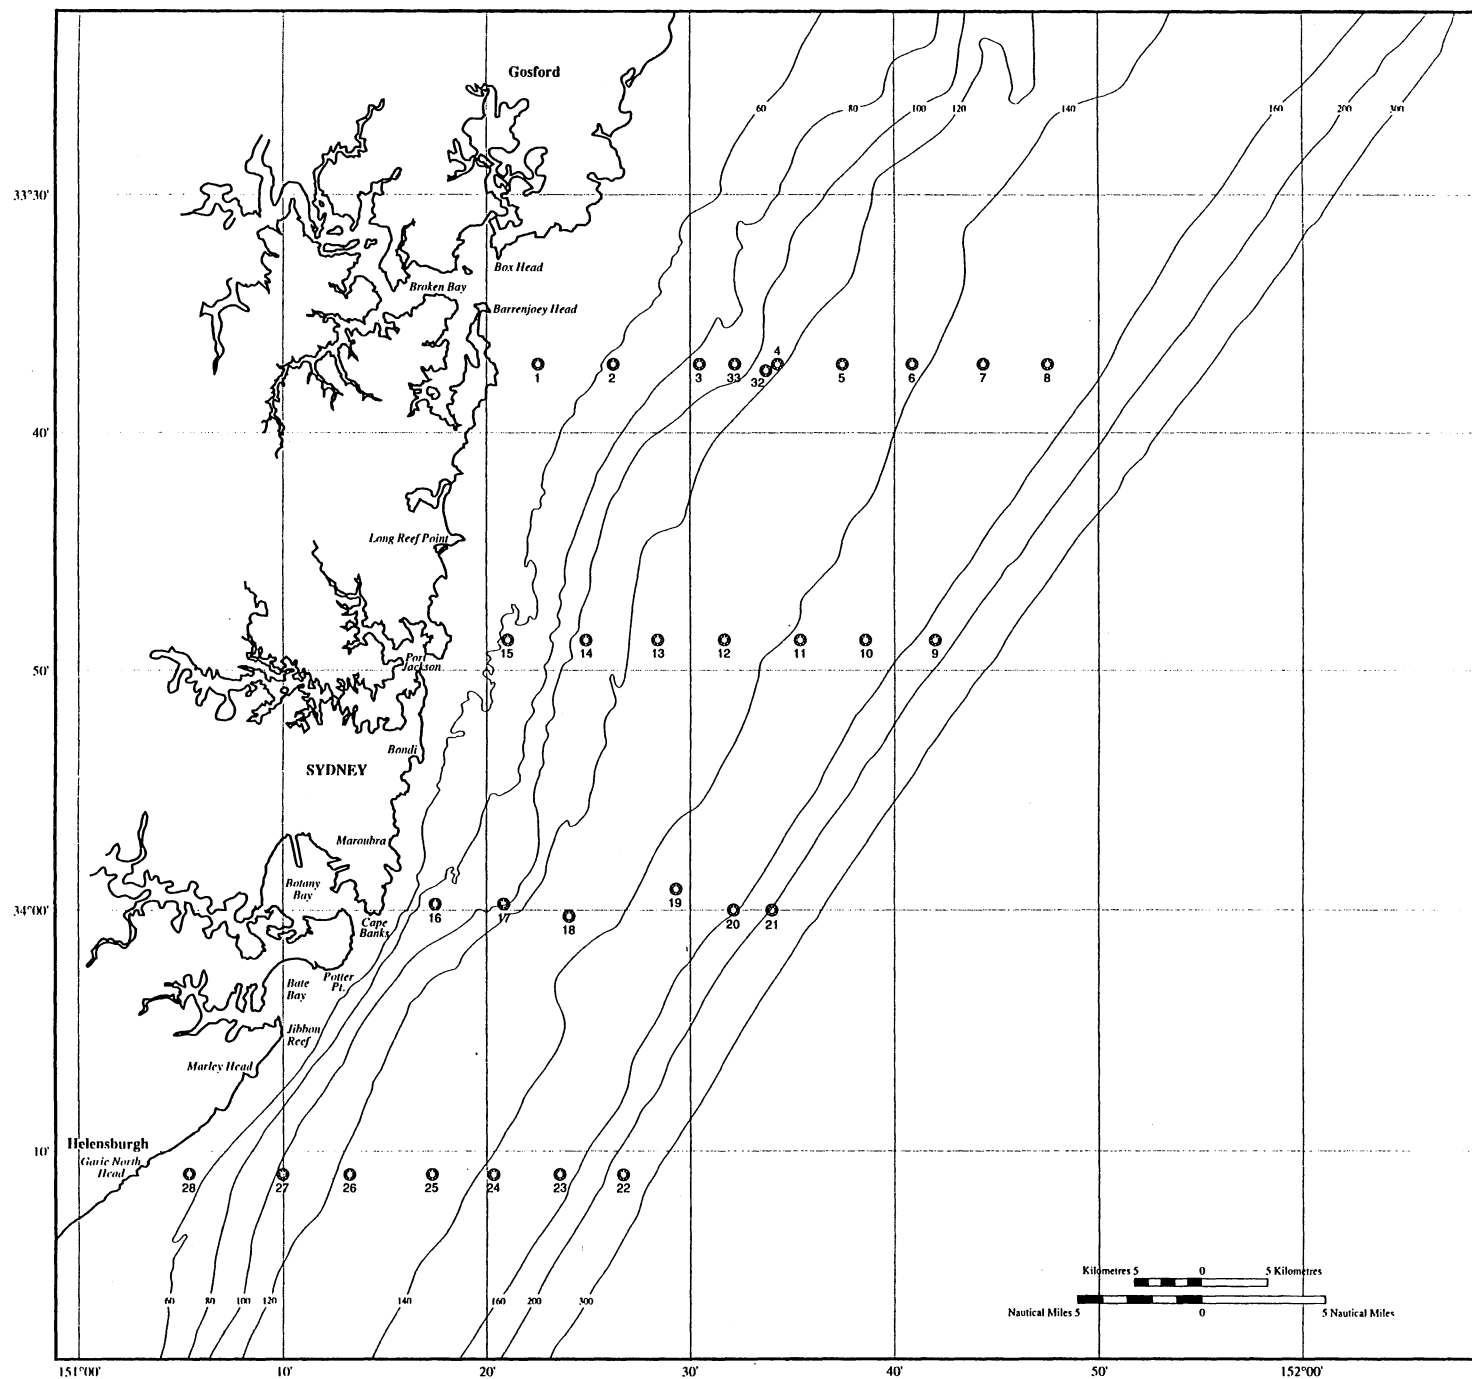 Gosford
60
80
100
120
140
160
200
300
33°30'
Box Head
Broken Bay
Barrenjoey Head
4
1
2
3
33
32
5
6
7
8
40'
Long Reef Point
15
14
13
12
11
10
9
Port
Jackson
50'
Bondi
SYDNEY
Maroubra
Botany
Bay
34°00'
Cape
Banks
16
17
18
19
20
21
Potter
Pt.
Bate
Bay
Jibbon
Reef
Marley Head
Helensburgh
10'
Garie North
Head
28
27
26
25
24
23
22
Kilometres 5 0 5 Kilometres
60
80
100
120
140
160
200
300
Nautical Miles 5 0 5 Nautical Miles
151°00'
10'
20'
30'
40'
50'
152°00'